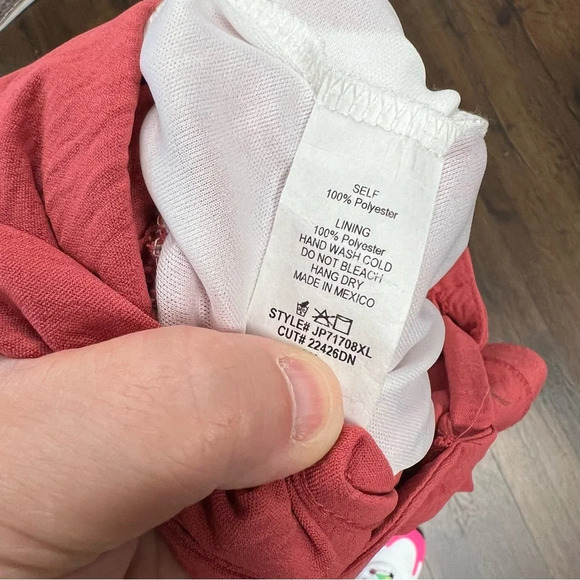 SELF
100% Polyester
LINING
100% Polyester
HAND WASH COLD
DO NOT BLEACH
HANG DRY
MADE IN MEXICO
STYLE# JP71708XL
CUT# 22426DN